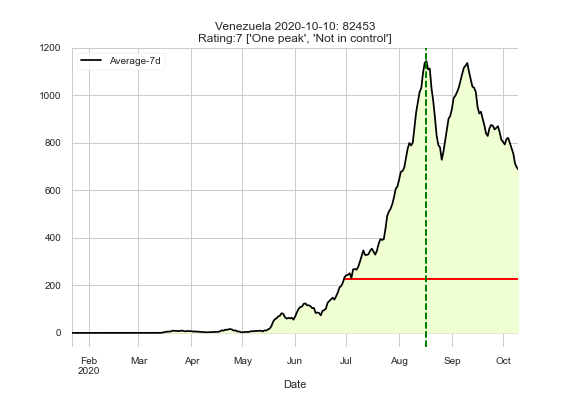 Venezuela 2020-10-10: 82453
Rating:7 ['One peak', 'Not in control']
Average-7d
1200
1000
800
600
400
200
0
Feb Mar Apr May Jun Jul Aug Sep Oct
2020
Date